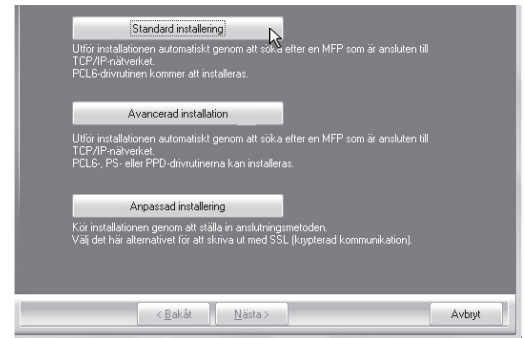 Standard installering
Utför installationen automatiskt genom att söka efter en MFP som är ansluten till
TCP/IP-nätverket.
PCL6-drivrutinen kommer att installeras.
Avancerad installation
Utför installationen automatiskt genom att söka efter en MFP som är ansluten till
TCP/IP-nätverket.
PCL6-, PS- eller PPD-drivrutinerna kan installeras.
Anpassad installering
Kör installationen genom att ställa in anslutningsmetoden.
Välj det här alternativet för att skriva ut med SSL (krypterad kommunikation).
< Bakåt
Nästa >
Avbryt